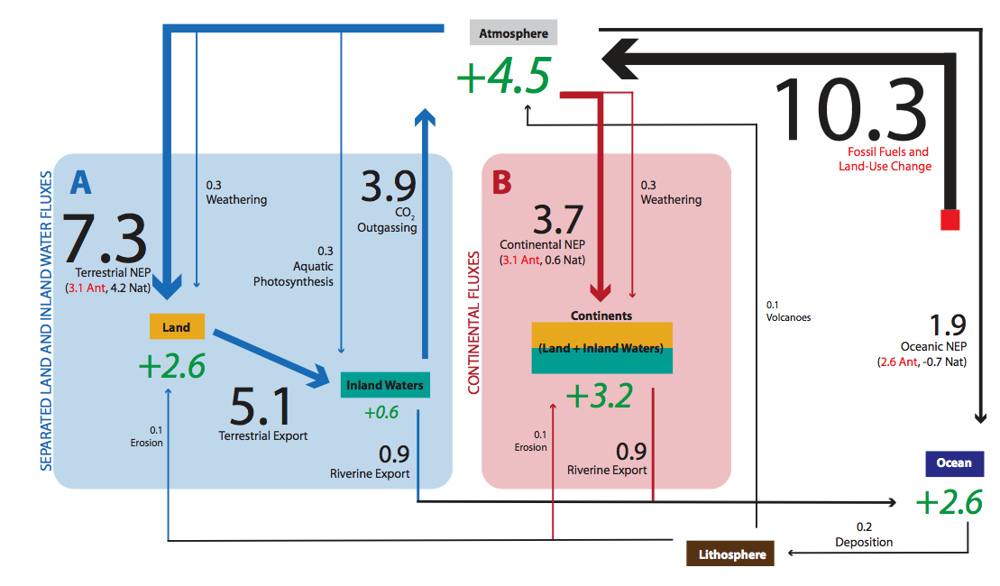 Atmosphere
+4.5
10.3
Fossil Fuels and
Land-Use Change
SEPARATED LAND AND INLAND WATER FLUXES
A
7.3
Terrestrial NEP
(3.1 Ant, 4.2 Nat)
0.3
Weathering
0.3
Aquatic
Photosynthesis
3.9
CO2
Outgassing
Land
+2.6
5.1
Terrestrial Export
Inland Waters
+0.6
0.1
Erosion
0.9
Riverine Export
CONTINENTAL FLUXES
B
3.7
Continental NEP
(3.1 Ant, 0.6 Nat)
0.3
Weathering
Continents
(Land + Inland Waters)
+3.2
0.1
Erosion
0.9
Riverine Export
0.1
Volcanoes
1.9
Oceanic NEP
(2.6 Ant, -0.7 Nat)
Ocean
+2.6
0.2
Deposition
Lithosphere